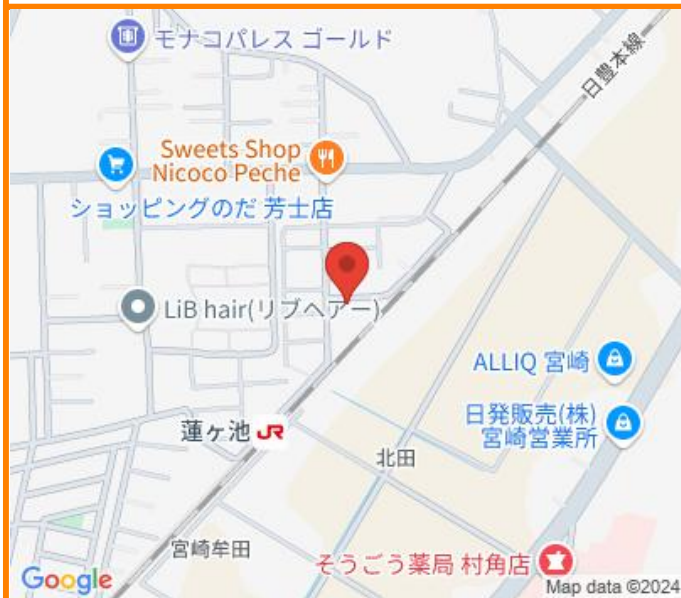 モナコパレス ゴールド
日豊本線
Sweets Shop
Nicoco Peche
ショッピングのだ 芳士店
LiB hair(リブヘアー)
ALLIQ 宮崎
日発販売(株)
宮崎営業所
蓮ヶ池 JR
北田
宮崎牟田
そうごう薬局 村角店
Google
Map data ©2024